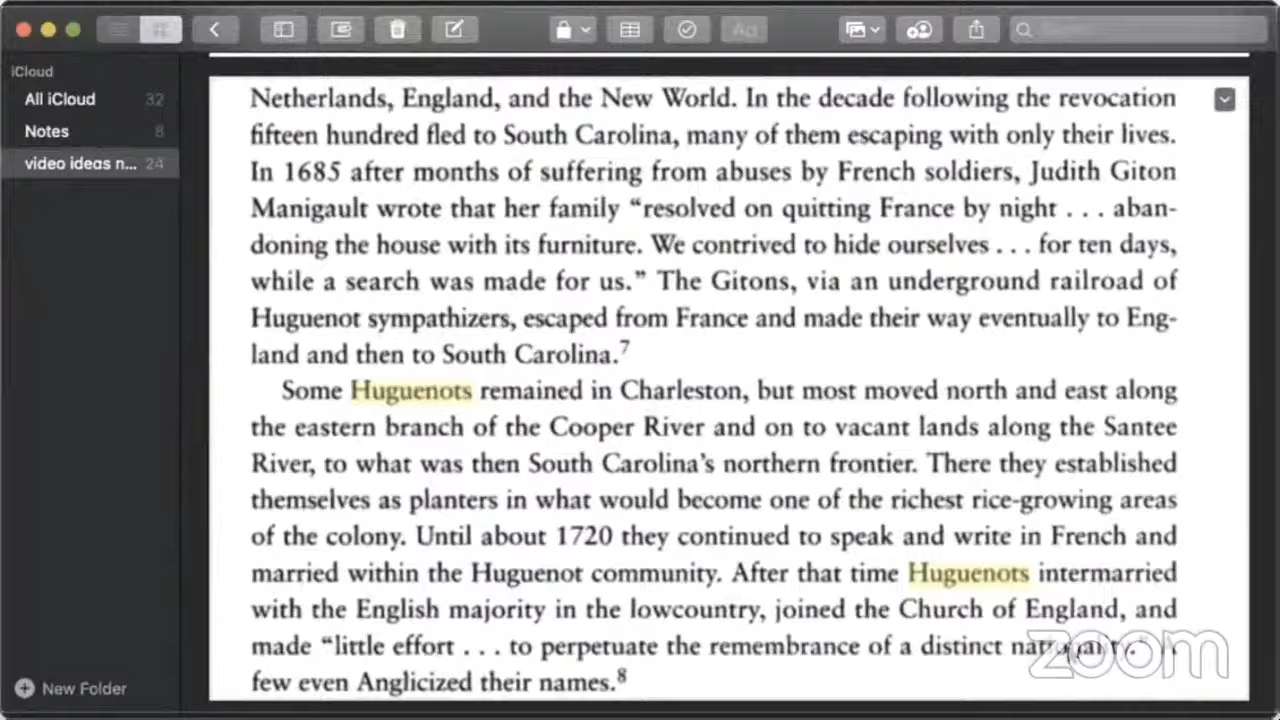 iCloud
All iCloud 32
Notes 8
video ideas n... 24
New Folder
Netherlands, England, and the New World. In the decade following the revocation
fifteen hundred fled to South Carolina, many of them escaping with only their lives.
In 1685 after months of suffering from abuses by French soldiers, Judith Giton
Manigault wrote that her family “resolved on quitting France by night . . . aban-
doning the house with its furniture. We contrived to hide ourselves . . . for ten days,
while a search was made for us.” The Gitons, via an underground railroad of
Huguenot sympathizers, escaped from France and made their way eventually to Eng-
land and then to South Carolina.7
Some Huguenots remained in Charleston, but most moved north and east along
the eastern branch of the Cooper River and on to vacant lands along the Santee
River, to what was then South Carolina’s northern frontier. There they established
themselves as planters in what would become one of the richest rice-growing areas
of the colony. Until about 1720 they continued to speak and write in French and
married within the Huguenot community. After that time Huguenots intermarried
with the English majority in the lowcountry, joined the Church of England, and
made “little effort . . . to perpetuate the remembrance of a distinct
few even Anglicized their names.8
zoom
Aa